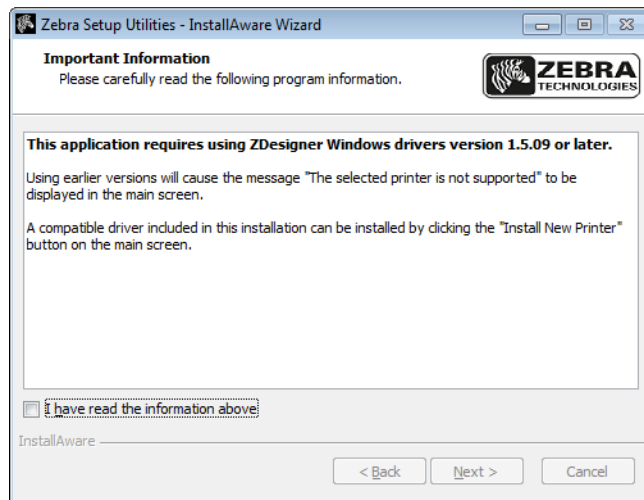 Zebra Setup Utilities - InstallAware Wizard
Important Information
Please carefully read the following program information.
ZEBRA
TECHNOLOGIES
This application requires using ZDesigner Windows drivers version 1.5.09 or later.
Using earlier versions will cause the message "The selected printer is not supported" to be
displayed in the main screen.
A compatible driver included in this installation can be installed by clicking the "Install New Printer"
button on the main screen.
I have read the information above
InstallAware
< Back Next > Cancel